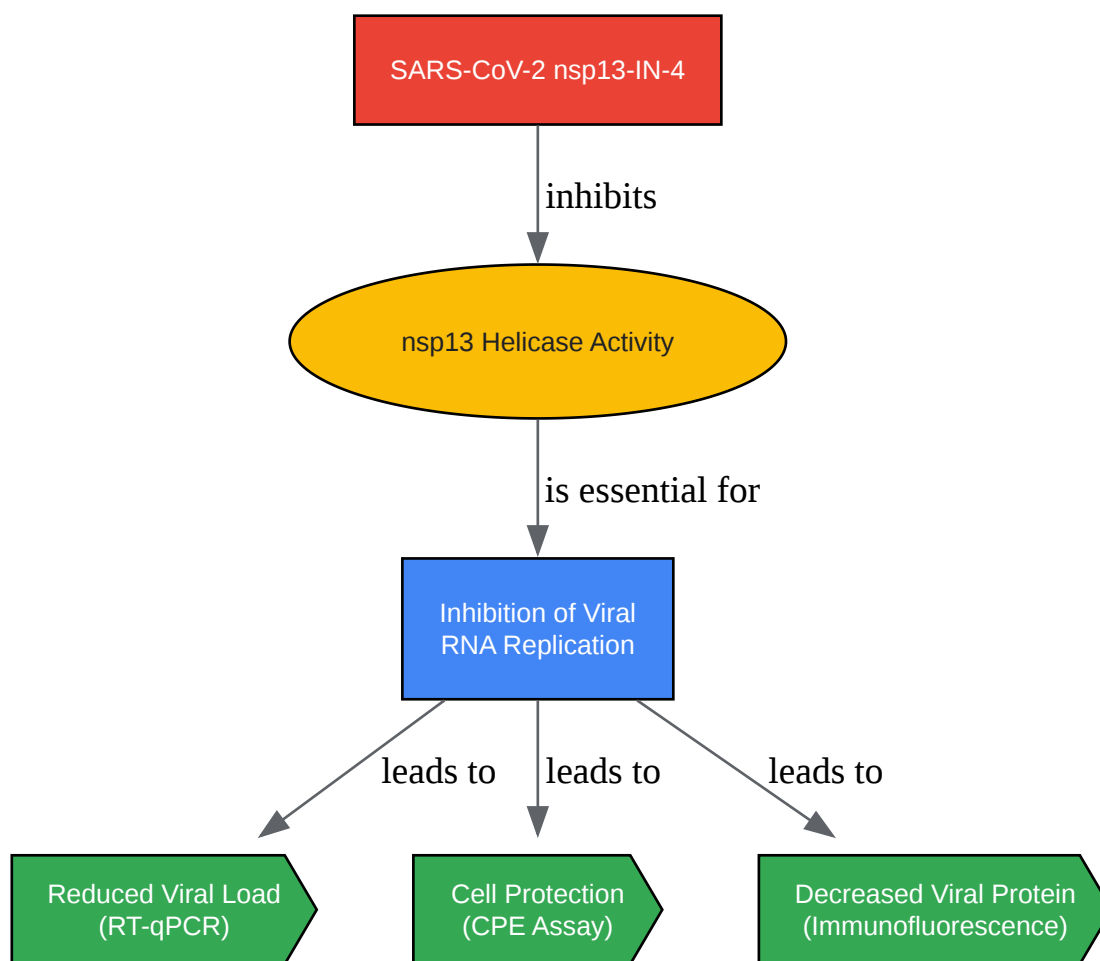 SARS-CoV-2 nsp13-IN-4
inhibits
nsp13 Helicase Activity
is essential for
Inhibition of Viral
RNA Replication
leads to
leads to
leads to
Reduced Viral Load
(RT-qPCR)
Cell Protection
(CPE Assay)
Decreased Viral Protein
(Immunofluorescence)